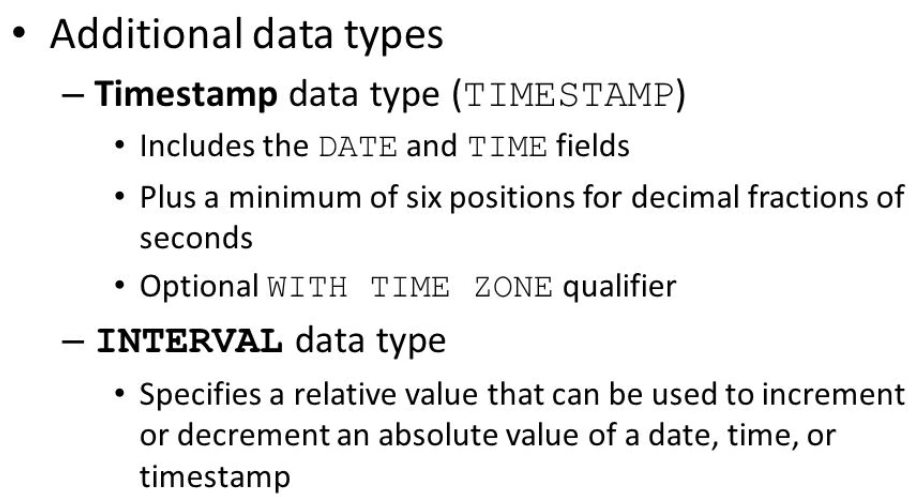 • Additional data types
– Timestamp data type (TIMESTAMP)
• Includes the DATE and TIME fields
• Plus a minimum of six positions for decimal fractions of
seconds
• Optional WITH TIME ZONE qualifier
– INTERVAL data type
• Specifies a relative value that can be used to increment
or decrement an absolute value of a date, time, or
timestamp